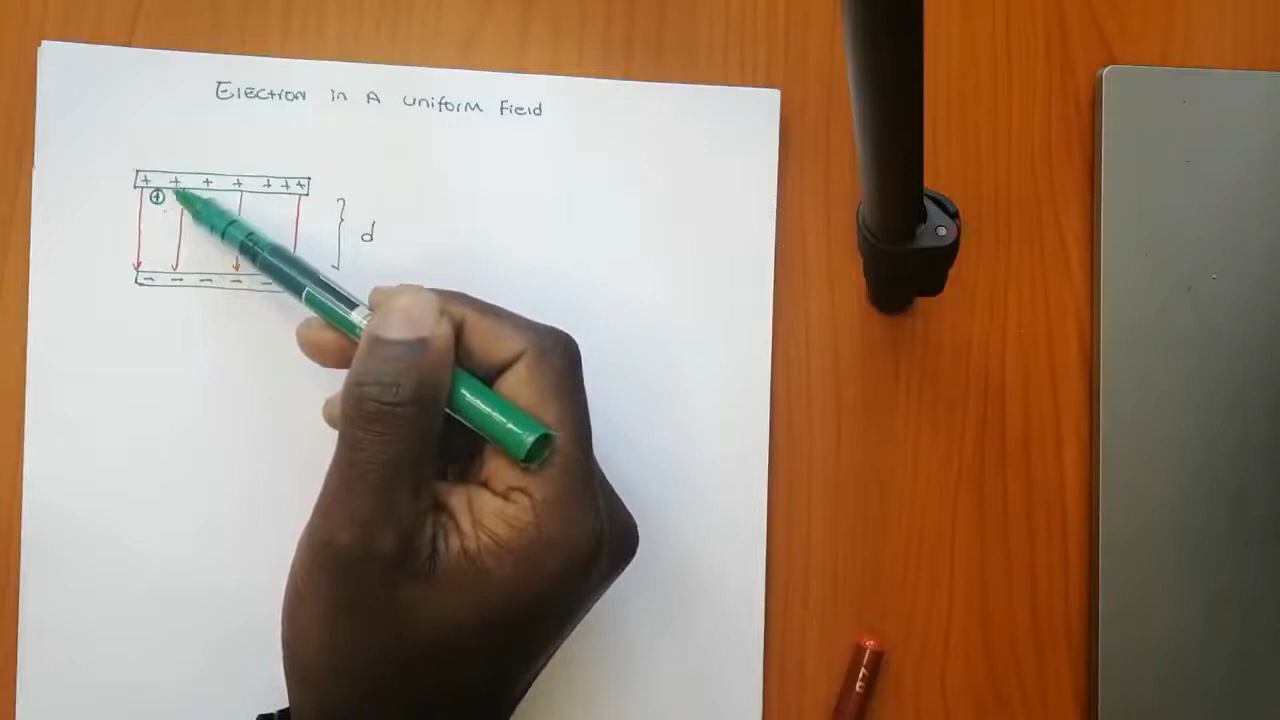 Electron in A uniform Field
+ + + + + + +
+
d
- - - - -